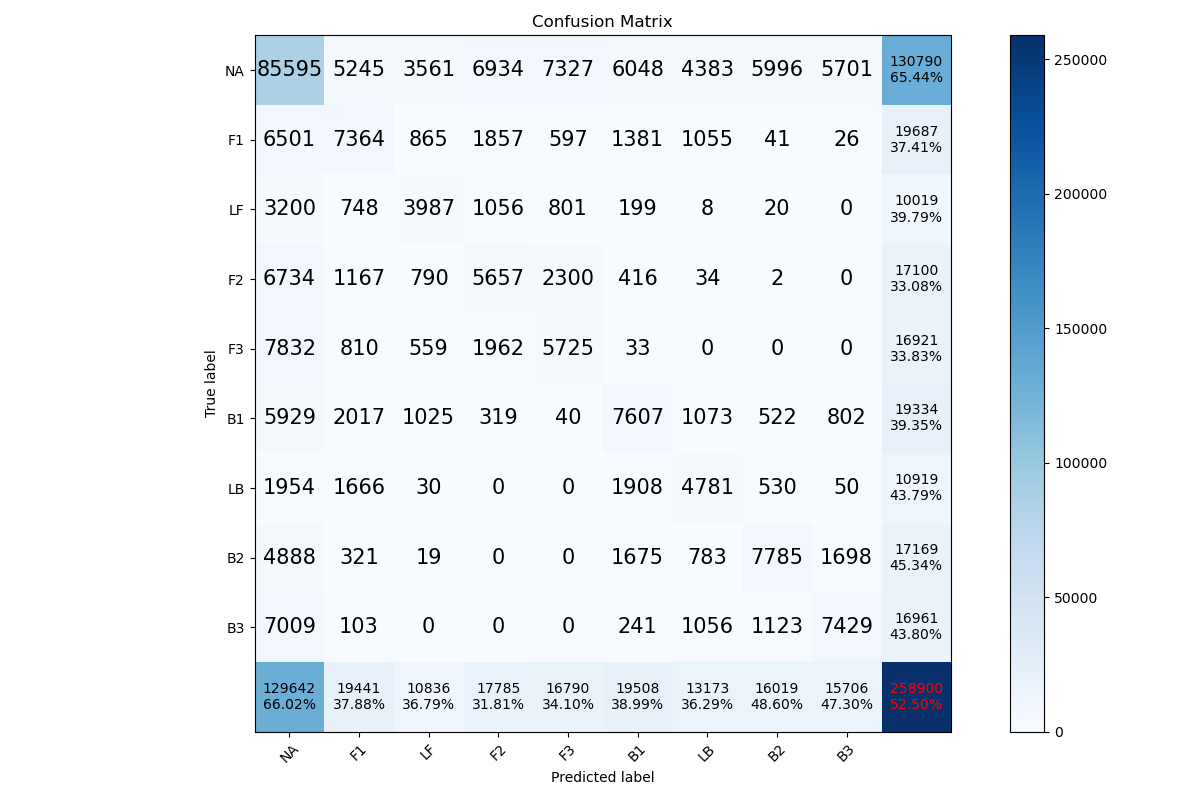 Confusion Matrix
NA 85595 5245 3561 6934 7327 6048 4383 5996 5701 130790
65.44%
F1 6501 7364 865 1857 597 1381 1055 41 26 19687
37.41%
LF 3200 748 3987 1056 801 199 8 20 0 10019
39.79%
F2 6734 1167 790 5657 2300 416 34 2 0 17100
33.08%
F3 7832 810 559 1962 5725 33 0 0 0 16921
33.83%
B1 5929 2017 1025 319 40 7607 1073 522 802 19334
39.35%
LB 1954 1666 30 0 0 1908 4781 530 50 10919
43.79%
B2 4888 321 19 0 0 1675 783 7785 1698 17169
45.34%
B3 7009 103 0 0 0 241 1056 1123 7429 16961
43.80%
129642 19441 10836 17785 16790 19508 13173 16019 15706 258900
66.02% 37.88% 36.79% 31.81% 34.10% 38.99% 36.29% 48.60% 47.30% 52.50%
NA F1 LF F2 F3 B1 LB B2 B3
Predicted label
True label
250000
200000
150000
100000
50000
0